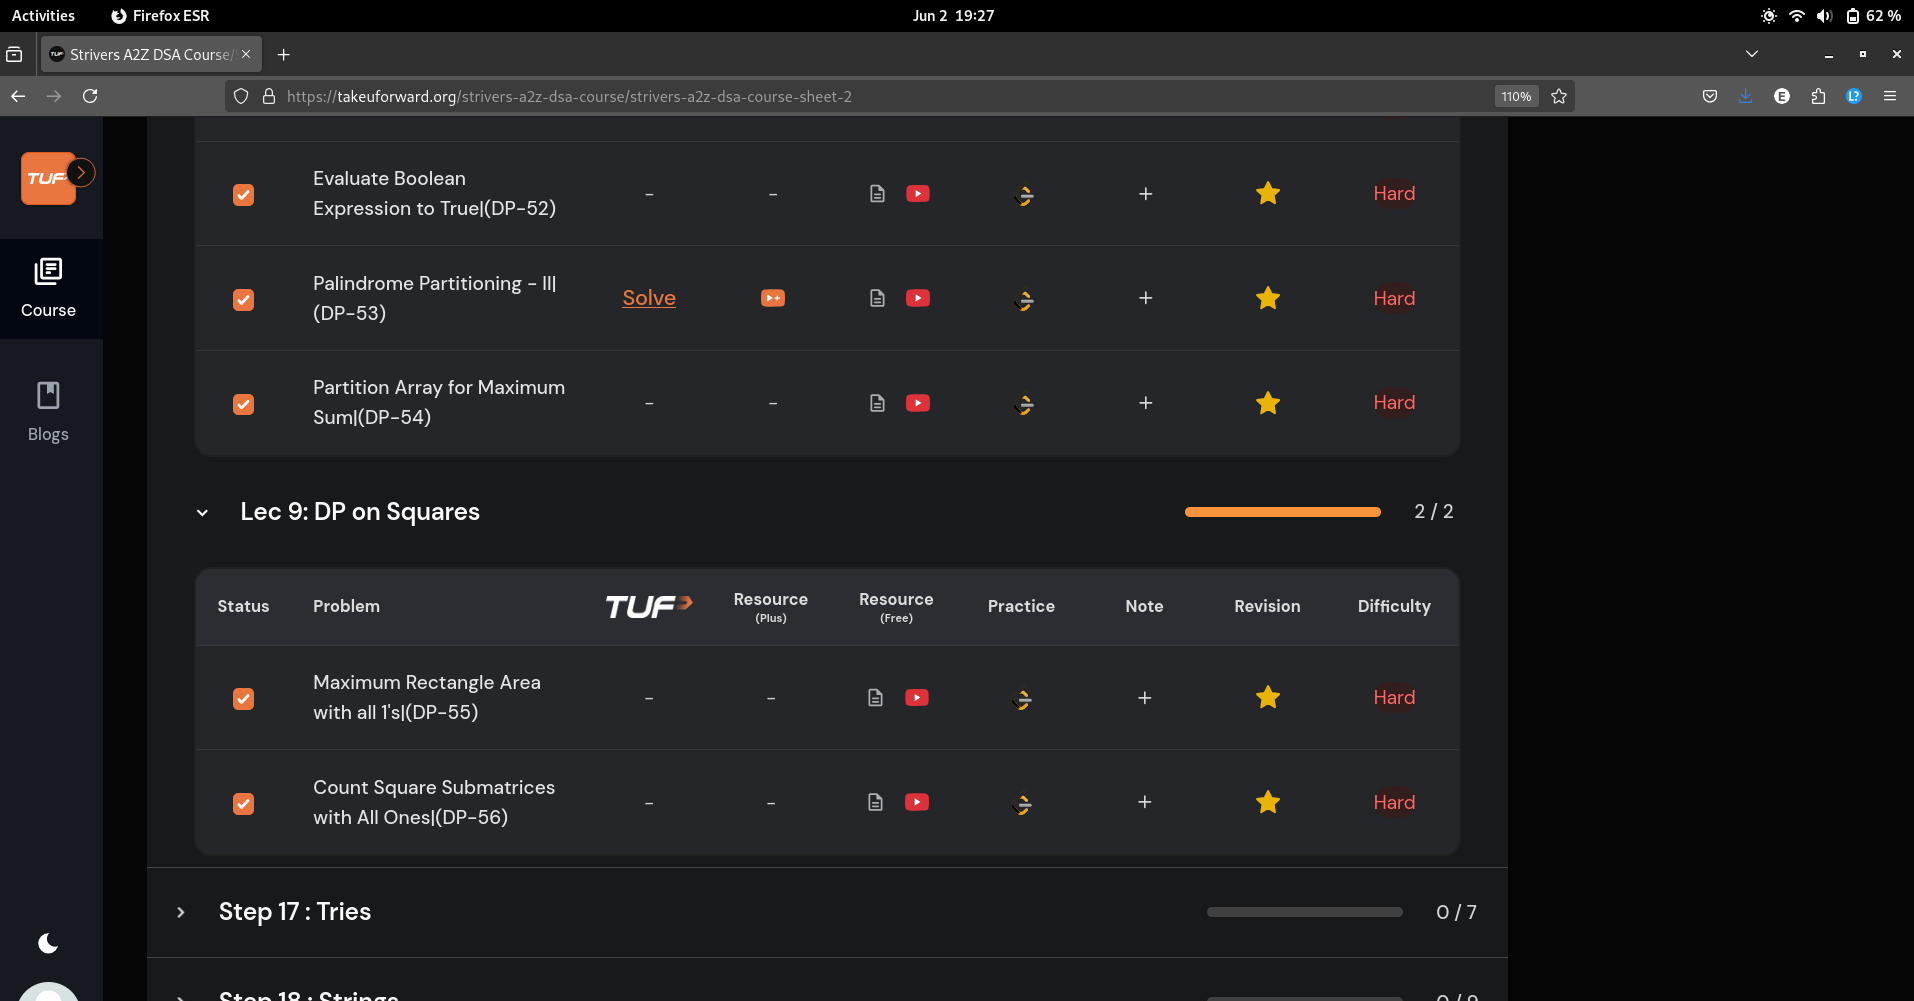 Activities
Firefox ESR
Jun 2 19:27
62 %
TUF
Strivers A2Z DSA Course/
https://takeuforward.org/strivers-a2z-dsa-course/strivers-a2z-dsa-course-sheet-2
110%
E
L?
TUF
Course
Blogs
Evaluate Boolean
Expression to True|(DP-52)
-
-
+
Hard
Palindrome Partitioning - II|
(DP-53)
Solve
+
Hard
Partition Array for Maximum
Sum|(DP-54)
-
-
+
Hard
Lec 9: DP on Squares
2 / 2
Status
Problem
TUF
Resource
(Plus)
Resource
(Free)
Practice
Note
Revision
Difficulty
Maximum Rectangle Area
with all 1's|(DP-55)
-
-
+
Hard
Count Square Submatrices
with All Ones|(DP-56)
-
-
+
Hard
Step 17 : Tries
0 / 7
Step 18 : Strings
0 / 9